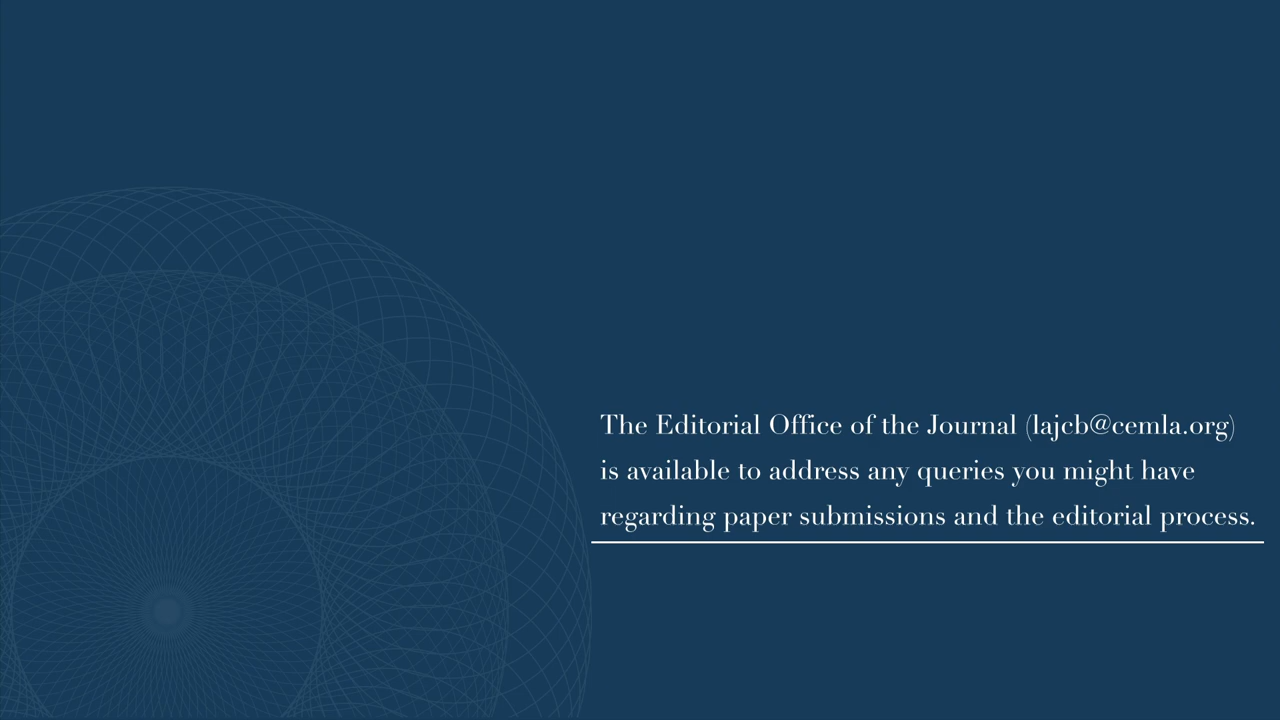 The Editorial Office of the Journal (lajcb@cemla.org)
is available to address any queries you might have
regarding paper submissions and the editorial process.